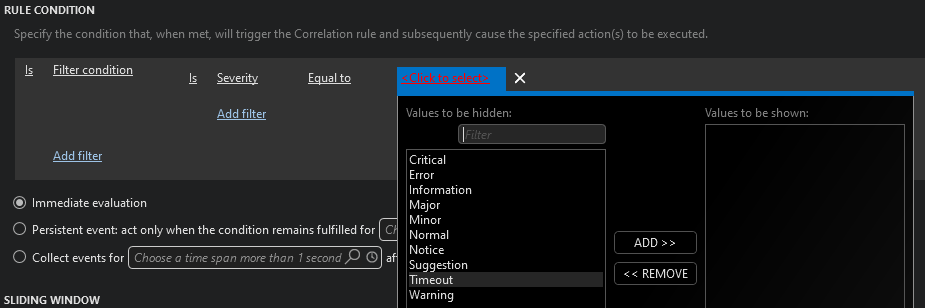 RULE CONDITION
Specify the condition that, when met, will trigger the Correlation rule and subsequently cause the specified action(s) to be executed.
Is Filter condition Is Severity Equal to <Click to select>
Add filter
Add filter
Values to be hidden:
Values to be shown:
Filter
Critical
Error
Information
Major
Minor
Normal
Notice
Suggestion
Timeout
Warning
ADD >>
<< REMOVE
Immediate evaluation
Persistent event: act only when the condition remains fulfilled for
Collect events for Choose a time span more than 1 second
SLIDING WINDOW